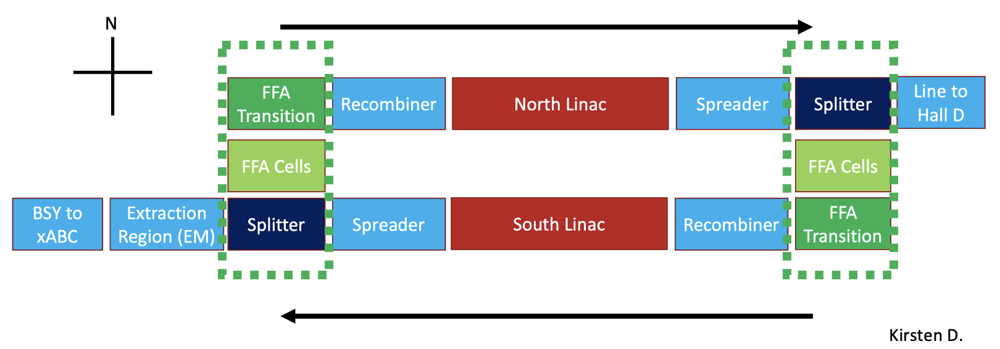 N
FFA
Transition
Recombiner
North Linac
Spreader
Splitter
Line to
Hall D
FFA Cells
FFA Cells
BSY to
xABC
Extraction
Region (EM)
Splitter
Spreader
South Linac
Recombiner
FFA
Transition
Kirsten D.